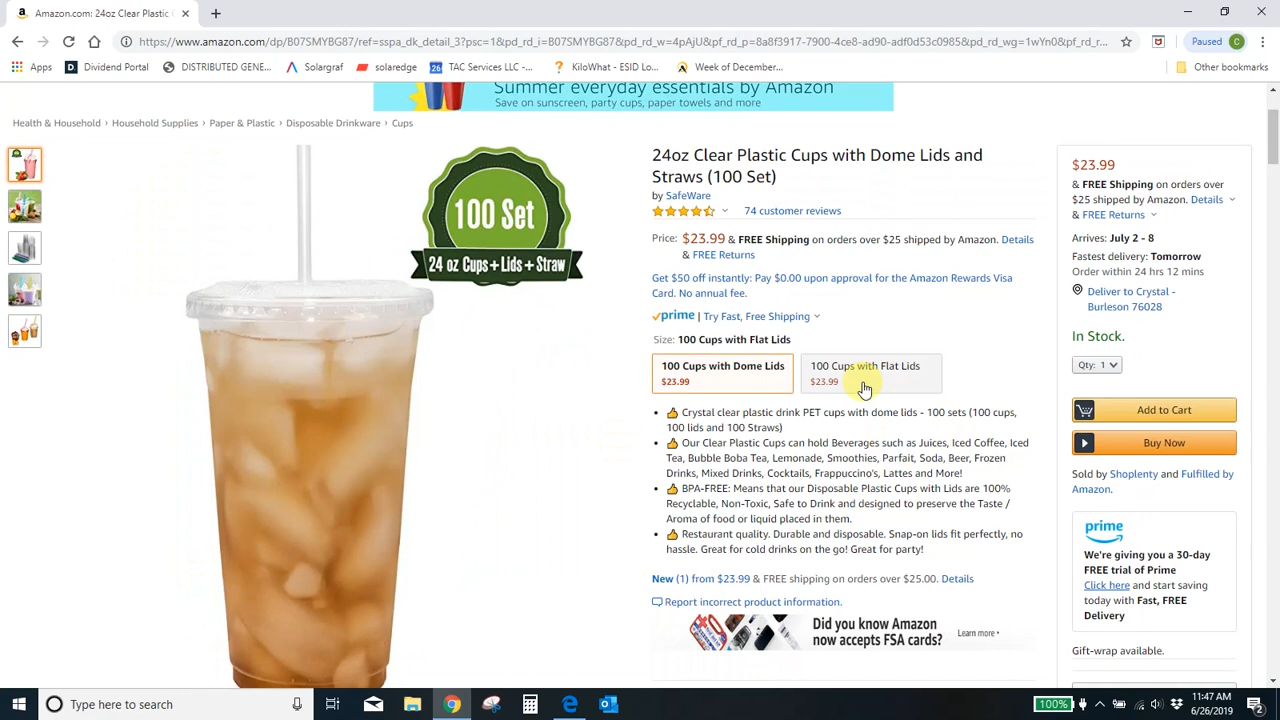 Amazon.com: 24oz Clear Plastic C
https://www.amazon.com/dp/B07SMYBG87/ref=sspa_dk_detail_3?psc=1&pd_rd_i=B07SMYBG87&pd_rd_w=4pAjU&pf_rd_p=8a8f3917-7900-4ce8-ad90-adf0d53c0985&pd_rd_wg=1wYn0&pf_rd_r...
Paused C
Apps Dividend Portal DISTRIBUTED GENE... Solargraf solaredge 26 TAC Services LLC -... KiloWhat - ESID Lo... Week of December... Other bookmarks
Summer everyday essentials by Amazon
Save on sunscreen, party cups, paper towels and more
Health & Household › Household Supplies › Paper & Plastic › Disposable Drinkware › Cups
100 Set
24 oz Cups+Lids+Straw
24oz Clear Plastic Cups with Dome Lids and
Straws (100 Set)
by SafeWare
74 customer reviews
Price: $23.99 & FREE Shipping on orders over $25 shipped by Amazon. Details
& FREE Returns
Get $50 off instantly: Pay $0.00 upon approval for the Amazon Rewards Visa
Card. No annual fee.
prime | Try Fast, Free Shipping
Size: 100 Cups with Flat Lids
100 Cups with Dome Lids
$23.99
100 Cups with Flat Lids
$23.99
• 👍 Crystal clear plastic drink PET cups with dome lids - 100 sets (100 cups,
100 lids and 100 Straws)
• 👍 Our Clear Plastic Cups can hold Beverages such as Juices, Iced Coffee, Iced
Tea, Bubble Boba Tea, Lemonade, Smoothies, Parfait, Soda, Beer, Frozen
Drinks, Mixed Drinks, Cocktails, Frappuccino's, Lattes and More!
• 👍 BPA-FREE: Means that our Disposable Plastic Cups with Lids are 100%
Recyclable, Non-Toxic, Safe to Drink and designed to preserve the Taste /
Aroma of food or liquid placed in them.
• 👍 Restaurant quality. Durable and disposable. Snap-on lids fit perfectly, no
hassle. Great for cold drinks on the go! Great for party!
New (1) from $23.99 & FREE shipping on orders over $25.00. Details
Report incorrect product information.
Did you know Amazon
now accepts FSA cards?
Learn more
$23.99
& FREE Shipping on orders over
$25 shipped by Amazon. Details
& FREE Returns
Arrives: July 2 - 8
Fastest delivery: Tomorrow
Order within 24 hrs 12 mins
Deliver to Crystal -
Burleson 76028
In Stock.
Qty: 1
Add to Cart
Buy Now
Sold by Shoplenty and Fulfilled by
Amazon.
prime
We're giving you a 30-day
FREE trial of Prime
Click here and start saving
today with Fast, FREE
Delivery
Gift-wrap available.
Type here to search
100%
11:47 AM
6/26/2019
2